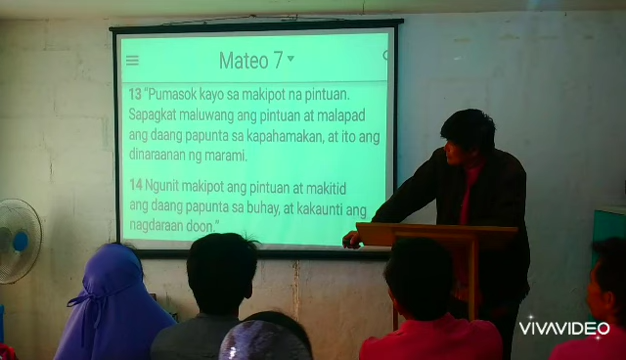 Mateo 7
13 “Pumasok kayo sa makipot na pintuan.
Sapagkat maluwang ang pintuan at malapad
ang daang papunta sa kapahamakan, at ito ang
dinaraanan ng marami.
14 Ngunit makipot ang pintuan at makitid
ang daang papunta sa buhay, at kakaunti ang
nagdaraan doon.”
VIVAVIDEO